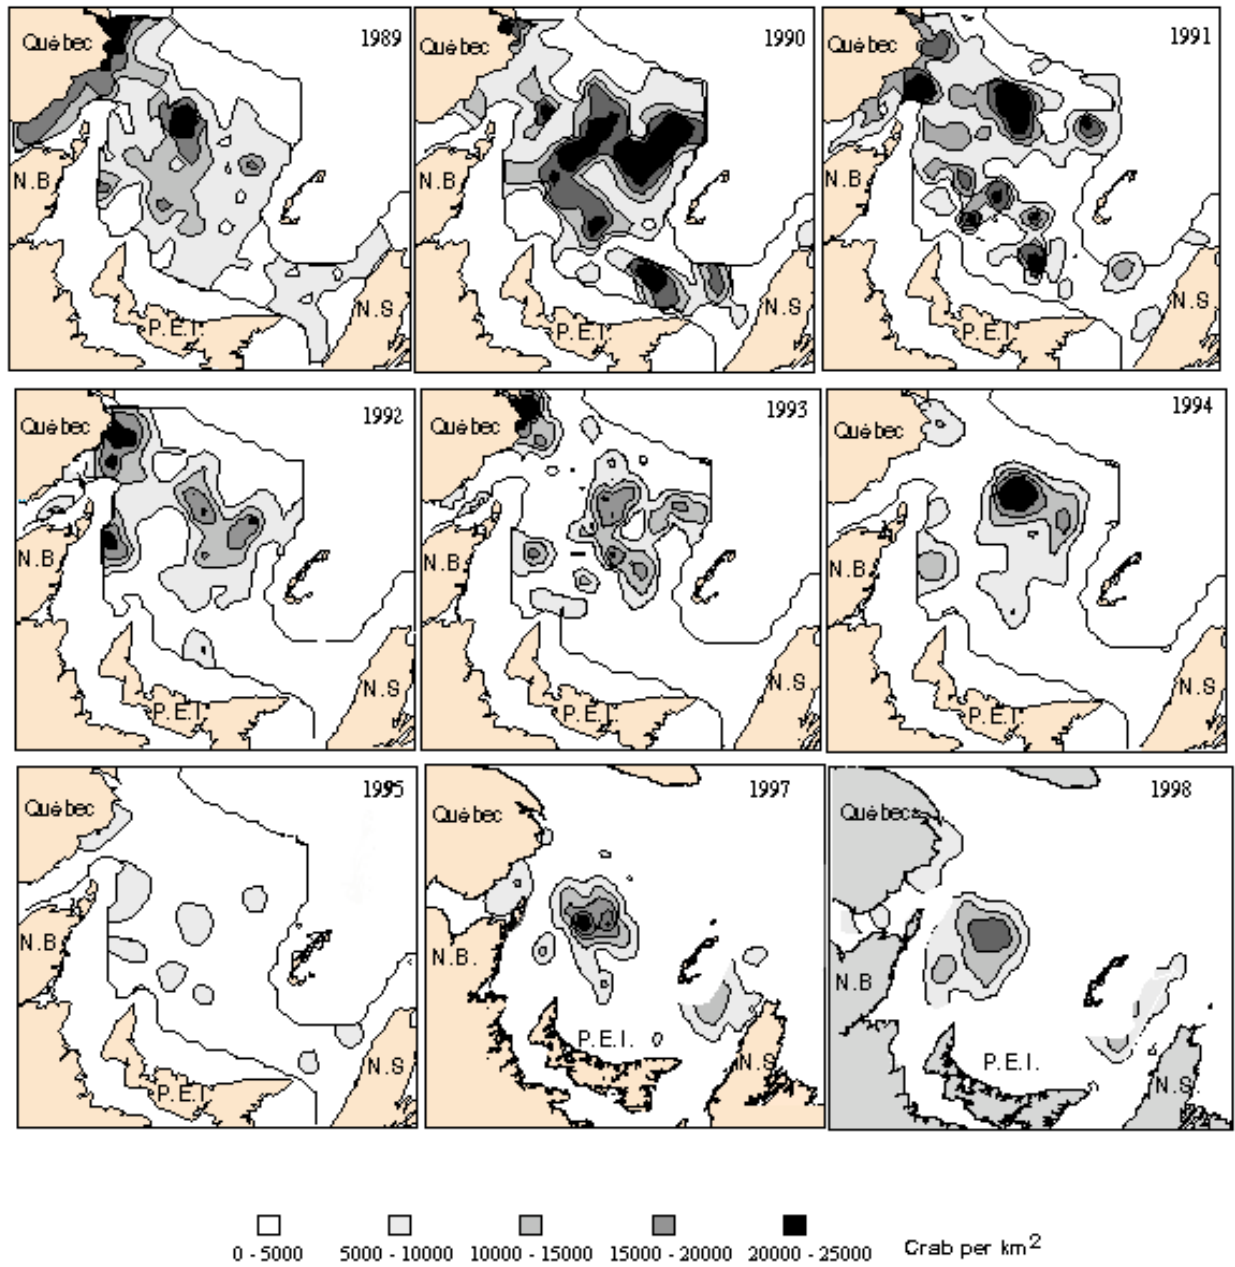 Québec 1989
N.B
P.E.I.
N.S
Québec 1990
N.B
P.E.I.
N.S
Québec 1991
N.B
P.E.I.
N.S
Québec 1992
N.B.
P.E.I.
N.S
Québec 1993
N.B
P.E.I.
N.S
Québec 1994
N.B
P.E.I.
N.S
Québec 1995
N.B
P.E.I
N.S
Québec 1997
N.B.
P.E.I.
N.S
Québec 1998
N.B
P.E.I.
N.S.
0 - 5000 5000 - 10000 10000 - 15000 15000 - 20000 20000 - 25000 Crab per km2